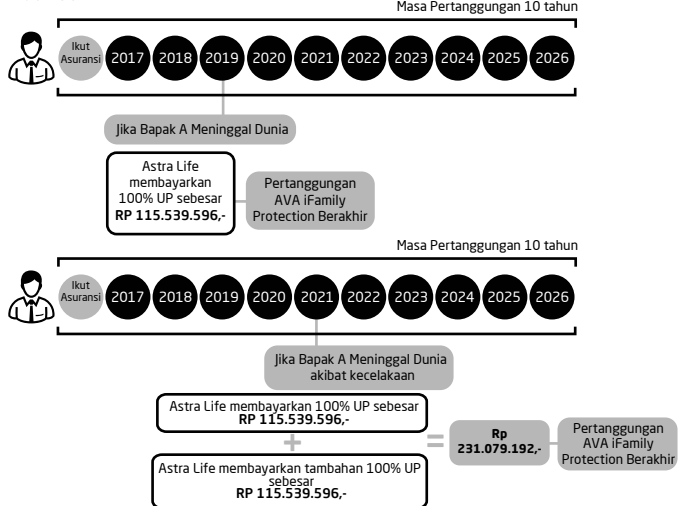 Masa Pertanggungan 10 tahun
Ikut
Asuransi
2017 2018 2019 2020 2021 2022 2023 2024 2025 2026
Jika Bapak A Meninggal Dunia
Astra Life
membayarkan
100% UP sebesar
RP 115.539.596,-
Pertanggungan
AVA iFamily
Protection Berakhir
Masa Pertanggungan 10 tahun
Ikut
Asuransi
2017 2018 2019 2020 2021 2022 2023 2024 2025 2026
Jika Bapak A Meninggal Dunia
akibat kecelakaan
Astra Life membayarkan 100% UP sebesar
RP 115.539.596,-
+
Astra Life membayarkan tambahan 100% UP
sebesar
RP 115.539.596,-
=
Rp
231.079.192,-
Pertanggungan
AVA iFamily
Protection Berakhir